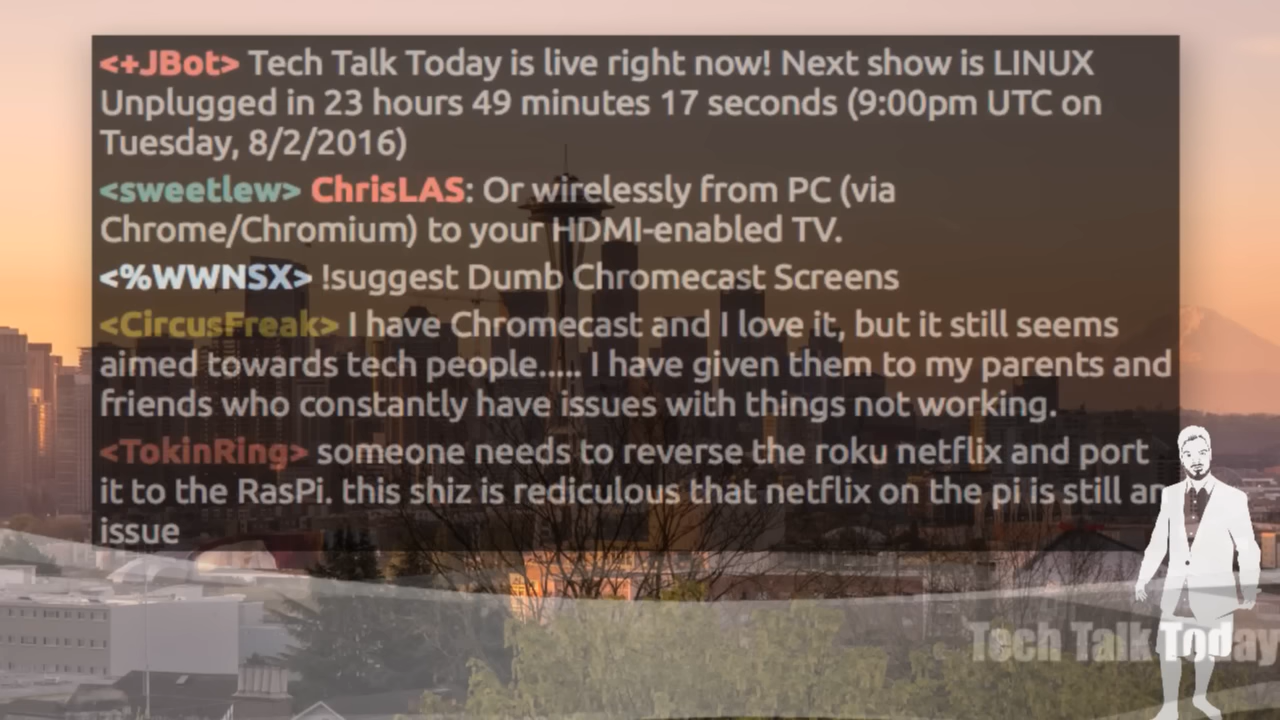 <+JBot> Tech Talk Today is live right now! Next show is LINUX
Unplugged in 23 hours 49 minutes 17 seconds (9:00pm UTC on
Tuesday, 8/2/2016)
<sweetlew> ChrisLAS: Or wirelessly from PC (via
Chrome/Chromium) to your HDMI-enabled TV.
<%WWNSX> !suggest Dumb Chromecast Screens
<CircusFreak> I have Chromecast and I love it, but it still seems
aimed towards tech people..... I have given them to my parents and
friends who constantly have issues with things not working.
<TokinRing> someone needs to reverse the roku netflix and port
it to the RasPi. this shiz is rediculous that netflix on the pi is still an
issue
Tech Talk Today